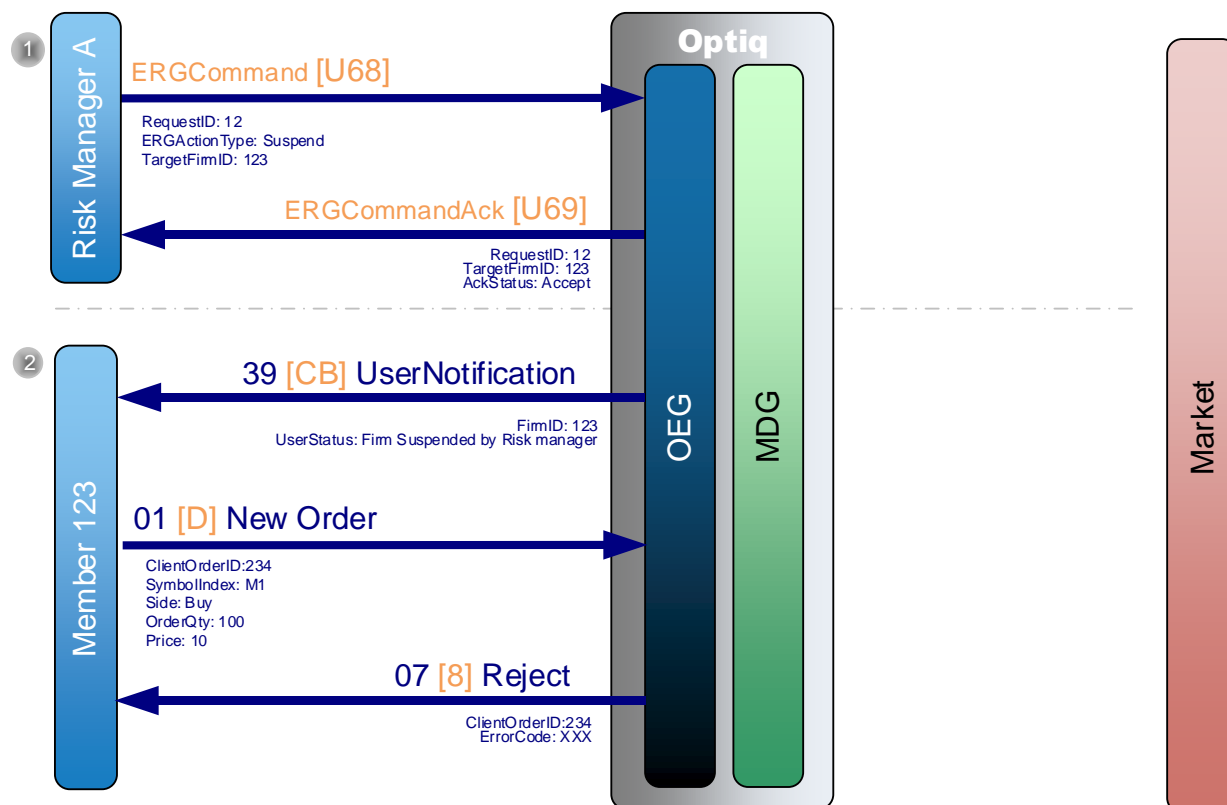 1
Risk Manager A
Optiq
ERGCommand [U68]
RequestID: 12
ERGActionType: Suspend
TargetFirmID: 123
ERGCommandAck [U69]
RequestID: 12
TargetFirmID: 123
AckStatus: Accept
OEG
MDG
Market
2
Member 123
39 [CB] UserNotification
FirmID: 123
UserStatus: Firm Suspended by Risk manager
01 [D] New Order
ClientOrderID:234
SymbolIndex: M1
Side: Buy
OrderQty: 100
Price: 10
07 [8] Reject
ClientOrderID:234
ErrorCode: XXX